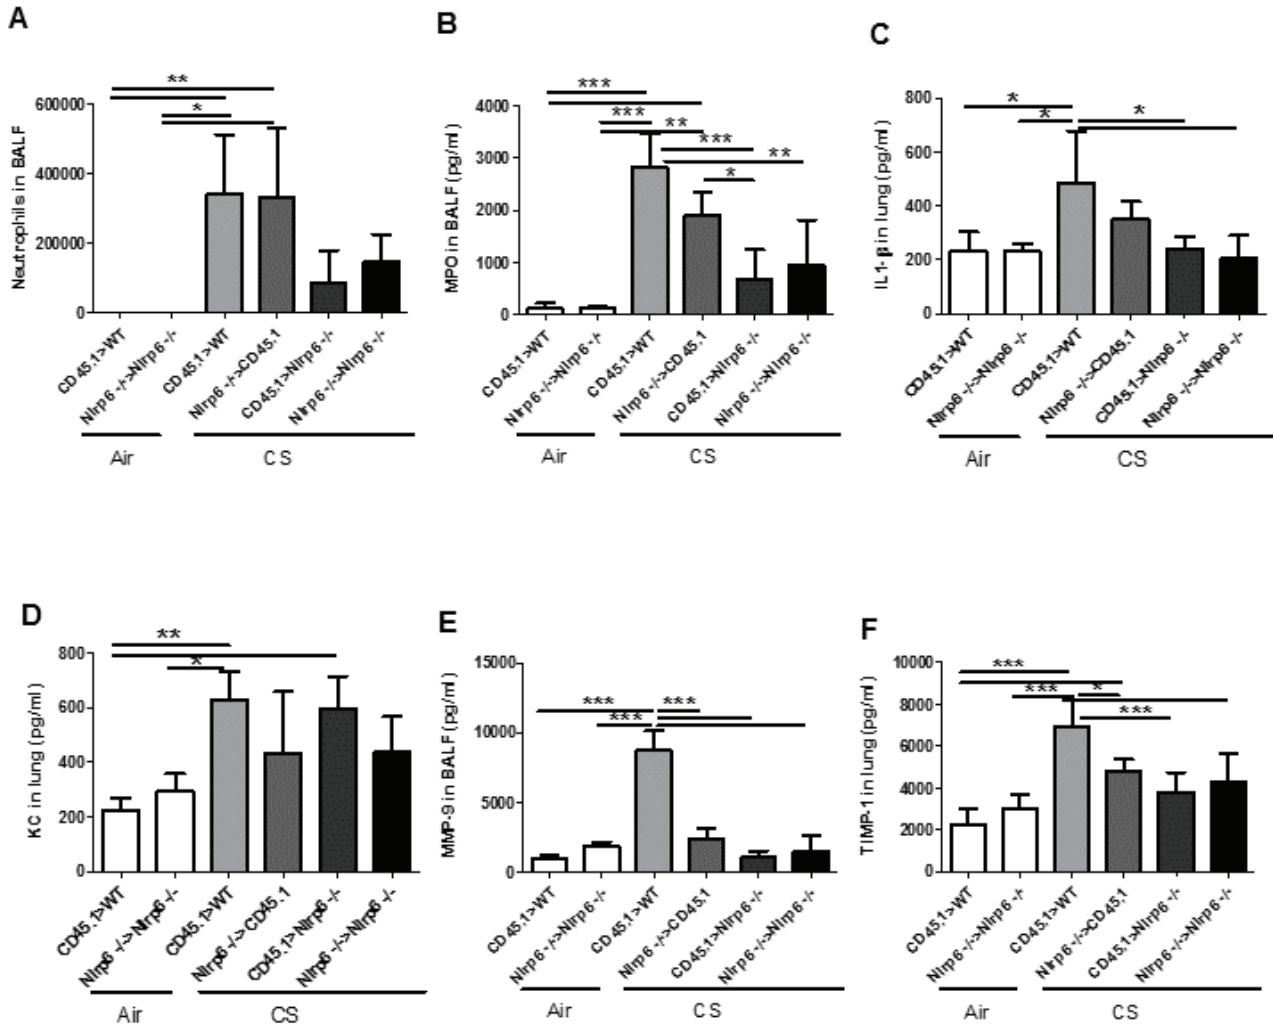 A
**
*
Neutrophils in BALF
600000
400000
200000
0
CD45.1>WT
Nlrp6 -/->Nlrp6 -/-
CD45.1>WT
Nlrp6 -/->CD45.1
CD45.1>Nlrp6 -/-
Nlrp6 -/->Nlrp6 -/-
Air
CS
B
***
***
**
***
**
*
MPO in BALF (pg/ml)
4000
3000
2000
1000
0
CD45.1>WT
Nlrp6 -/->Nlrp6 -/-
CD45.1>WT
Nlrp6 -/->CD45.1
CD45.1>Nlrp6 -/-
Nlrp6 -/->Nlrp6 -/-
Air
CS
C
*
*
*
IL1-β in lung (pg/ml)
800
600
400
200
0
CD45.1>WT
Nlrp6 -/->Nlrp6 -/-
CD45.1>WT
Nlrp6 -/->CD45.1
CD45.1>Nlrp6 -/-
Nlrp6 -/->Nlrp6 -/-
Air
CS
D
**
*
KC in lung (pg/ml)
800
600
400
200
0
CD45.1>WT
Nlrp6 -/->Nlrp6 -/-
CD45.1>WT
Nlrp6 -/->CD45.1
CD45.1>Nlrp6 -/-
Nlrp6 -/->Nlrp6 -/-
Air
CS
E
***
***
***
MMP-9 in BALF (pg/ml)
15000
10000
5000
0
CD45.1>WT
Nlrp6 -/->Nlrp6 -/-
CD45.1>WT
Nlrp6 -/->CD45.1
CD45.1>Nlrp6 -/-
Nlrp6 -/->Nlrp6 -/-
Air
CS
F
***
***
*
***
TIMP-1 in lung (pg/ml)
10000
8000
6000
4000
2000
0
CD45.1>WT
Nlrp6 -/->Nlrp6 -/-
CD45.1>WT
Nlrp6 -/->CD45.1
CD45.1>Nlrp6 -/-
Nlrp6 -/->Nlrp6 -/-
Air
CS